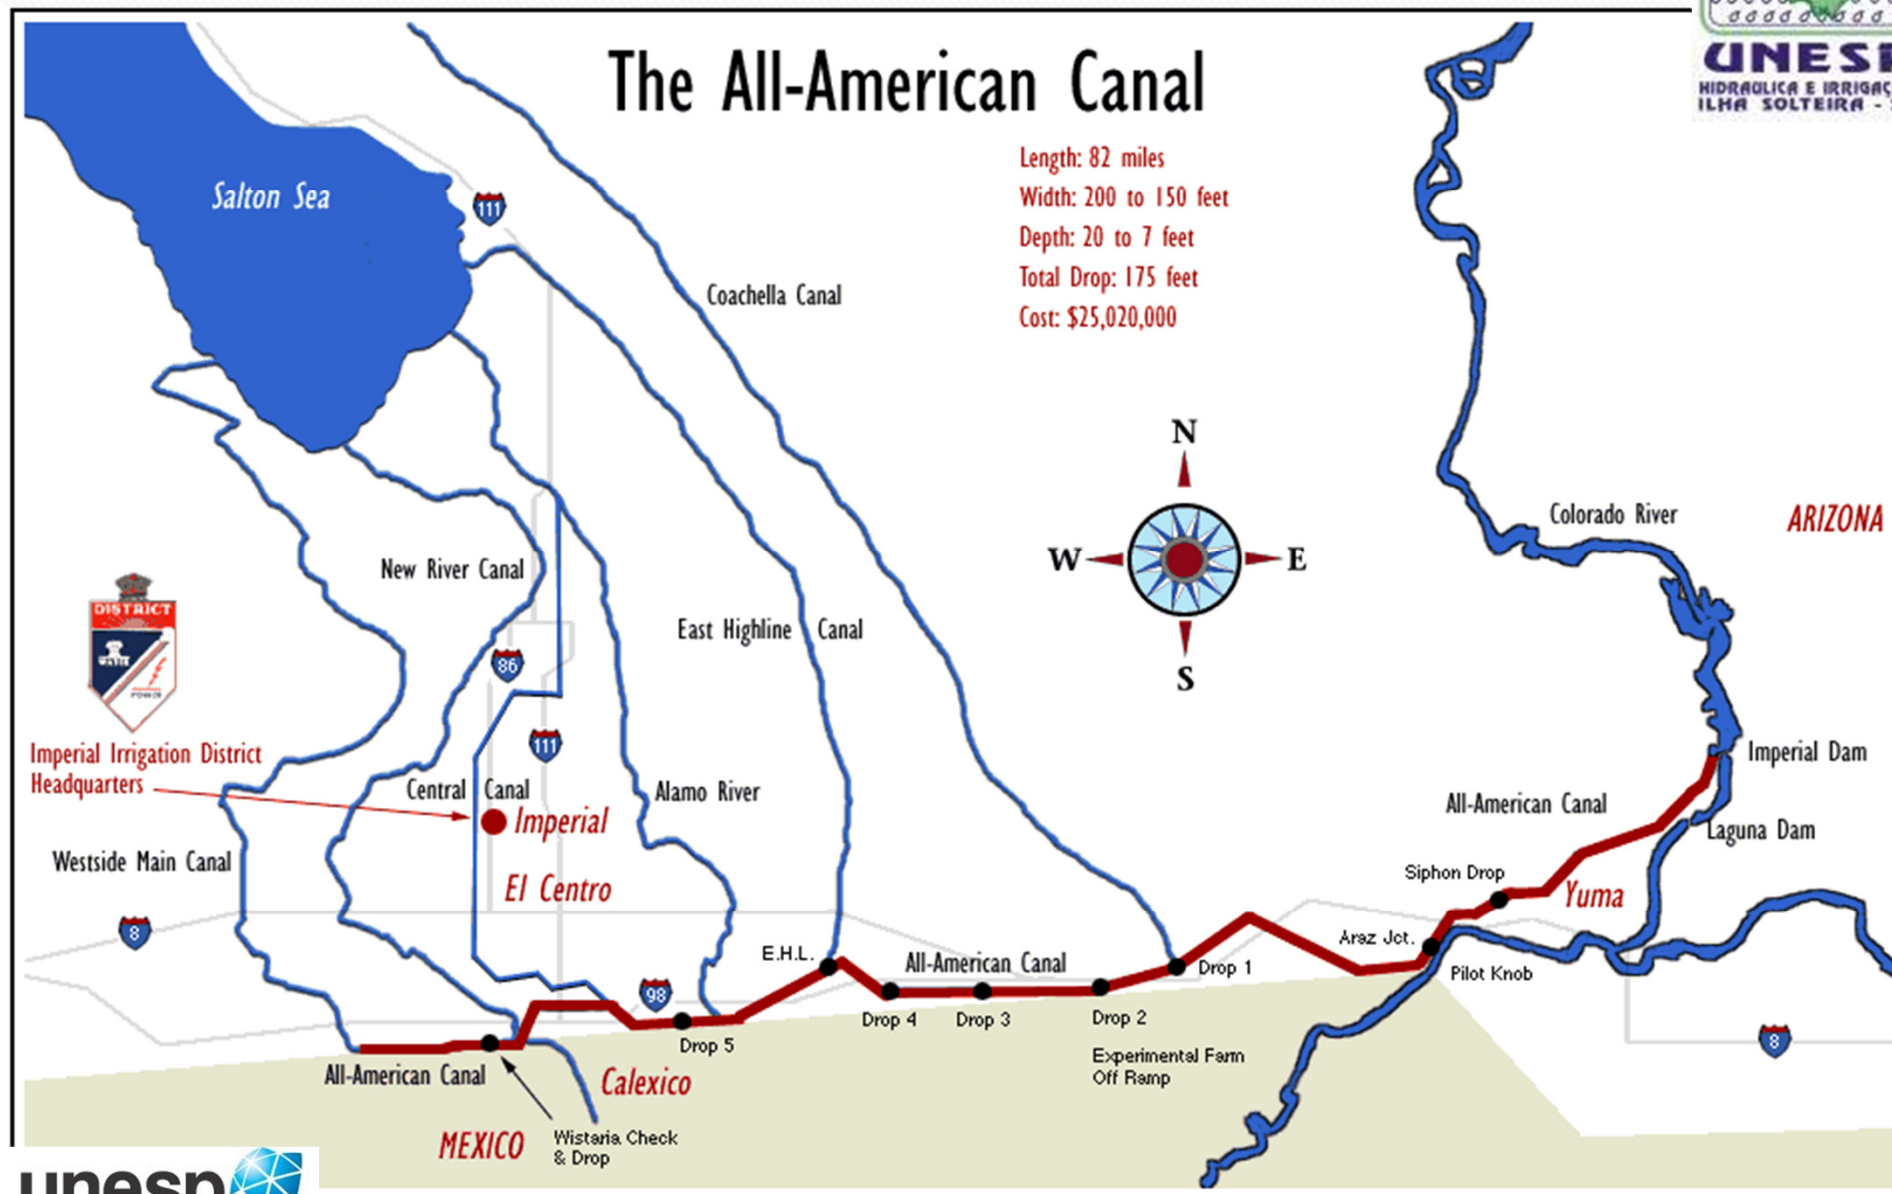 The All-American Canal
UNESP
HIDRÁULICA E IRRIGAÇ
ILHA SOLTEIRA -
Length: 82 miles
Width: 200 to 150 feet
Depth: 20 to 7 feet
Total Drop: 175 feet
Cost: $25,020,000
Salton Sea
111
Coachella Canal
N
W
E
S
Colorado River
ARIZONA
New River Canal
DISTRICT
East Highline Canal
86
111
Imperial Irrigation District
Headquarters
Central Canal
Imperial
Alamo River
Imperial Dam
All-American Canal
Laguna Dam
Westside Main Canal
El Centro
Siphon Drop
Yuma
8
E.H.L.
All-American Canal
Drop 1
Araz Jct.
Pilot Knob
98
Drop 5
Drop 4
Drop 3
Drop 2
8
Experimental Farm
Off Ramp
All-American Canal
Calexico
MEXICO
Wistaria Check
& Drop
unesp